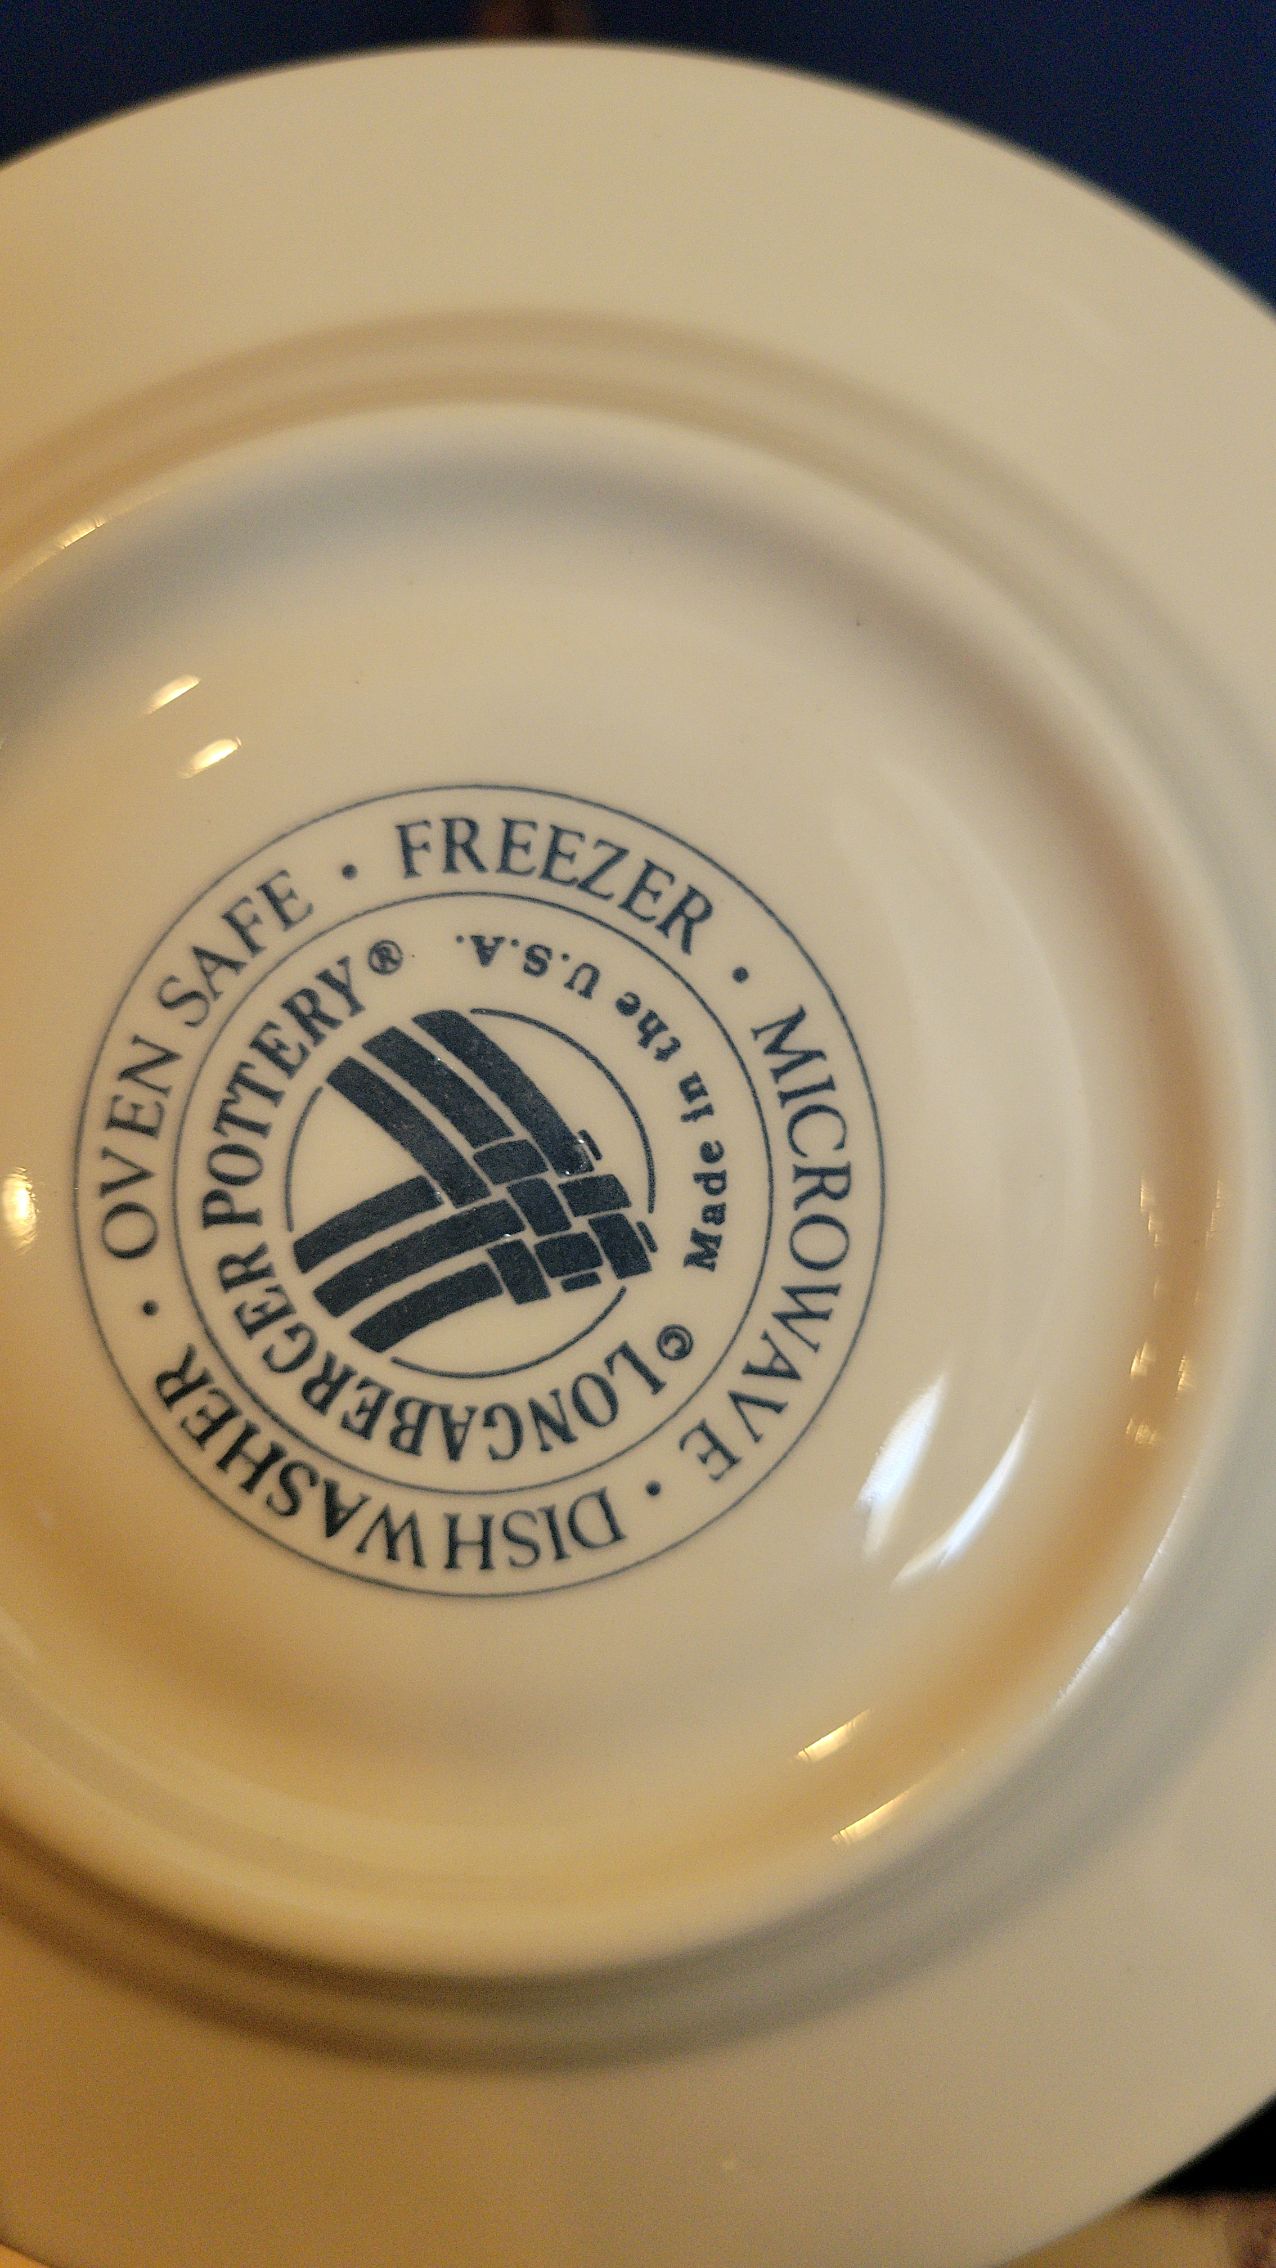 FREEZER • MICROWAVE • DISHWASHER • OVEN SAFE •
© LONGABERGER POTTERY ®
Made in the U.S.A.